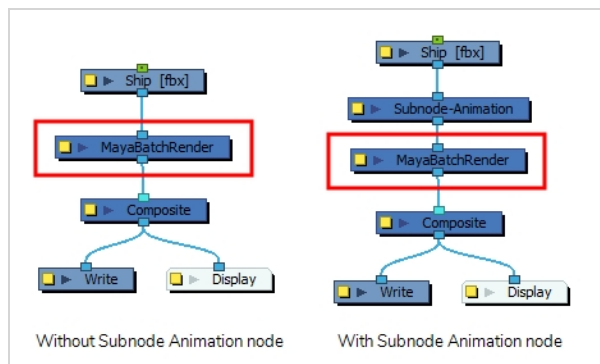 Ship [fbx]
MayaBatchRender
Composite
Write
Display
Without Subnode Animation node
Ship [fbx]
Subnode-Animation
MayaBatchRender
Composite
Write
Display
With Subnode Animation node